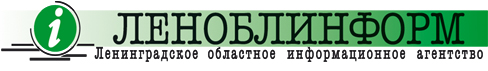 i ЛЕНОБЛИНФОРМ
Ленинградское областное информационное агентство